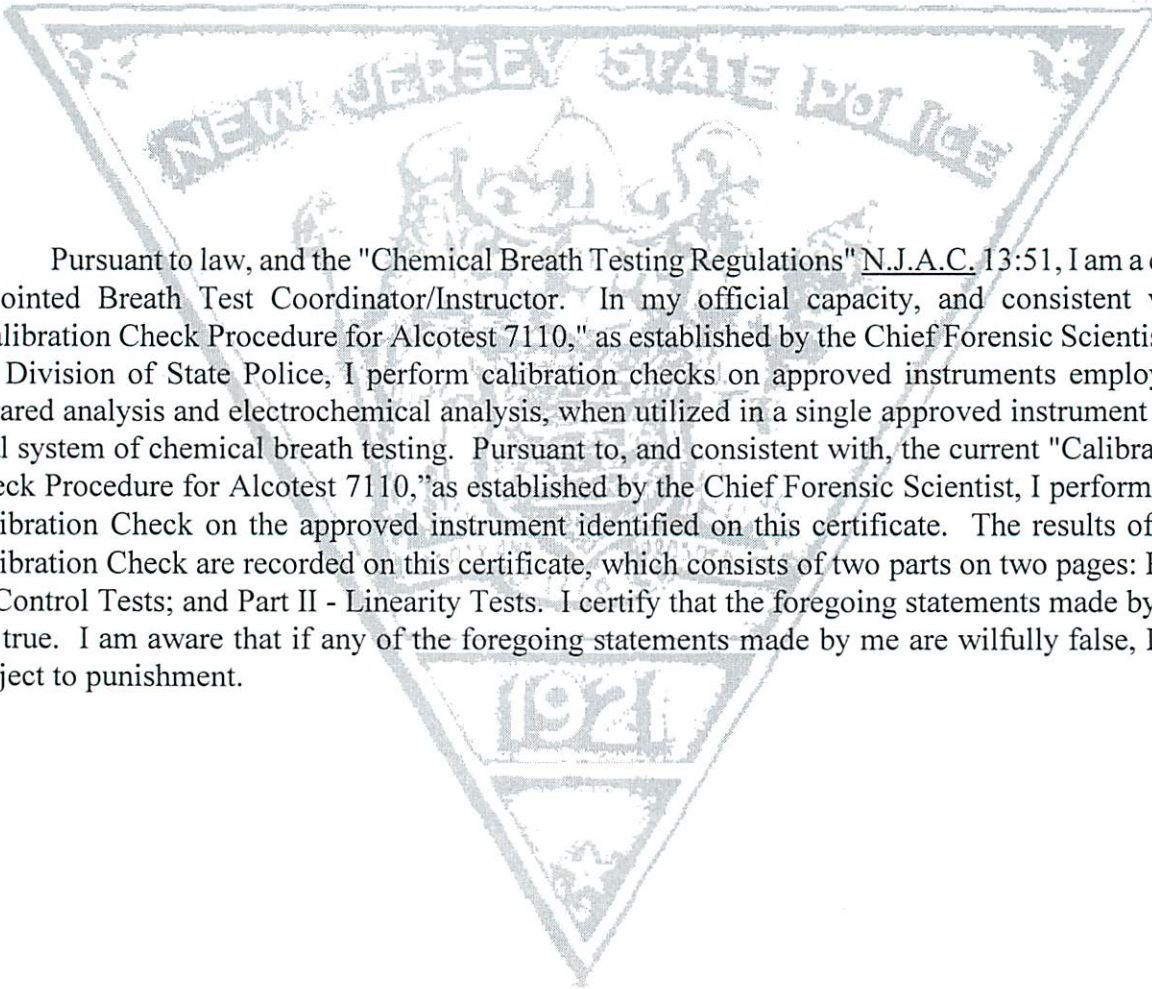 NEW JERSEY STATE POLICE
Pursuant to law, and the "Chemical Breath Testing Regulations" N.J.A.C. 13:51, I am a
ointed Breath Test Coordinator/Instructor. In my official capacity, and consistent
libration Check Procedure for Alcotest 7110," as established by the Chief Forensic Scientis
Division of State Police, I perform calibration checks on approved instruments employ
ared analysis and electrochemical analysis, when utilized in a single approved instrument
l system of chemical breath testing. Pursuant to, and consistent with, the current "Calibra
eck Procedure for Alcotest 7110,"as established by the Chief Forensic Scientist, I perform
ibration Check on the approved instrument identified on this certificate. The results of
ibration Check are recorded on this certificate, which consists of two parts on two pages:
Control Tests; and Part II - Linearity Tests. I certify that the foregoing statements made by
true. I am aware that if any of the foregoing statements made by me are wilfully false, I
ject to punishment.
1921